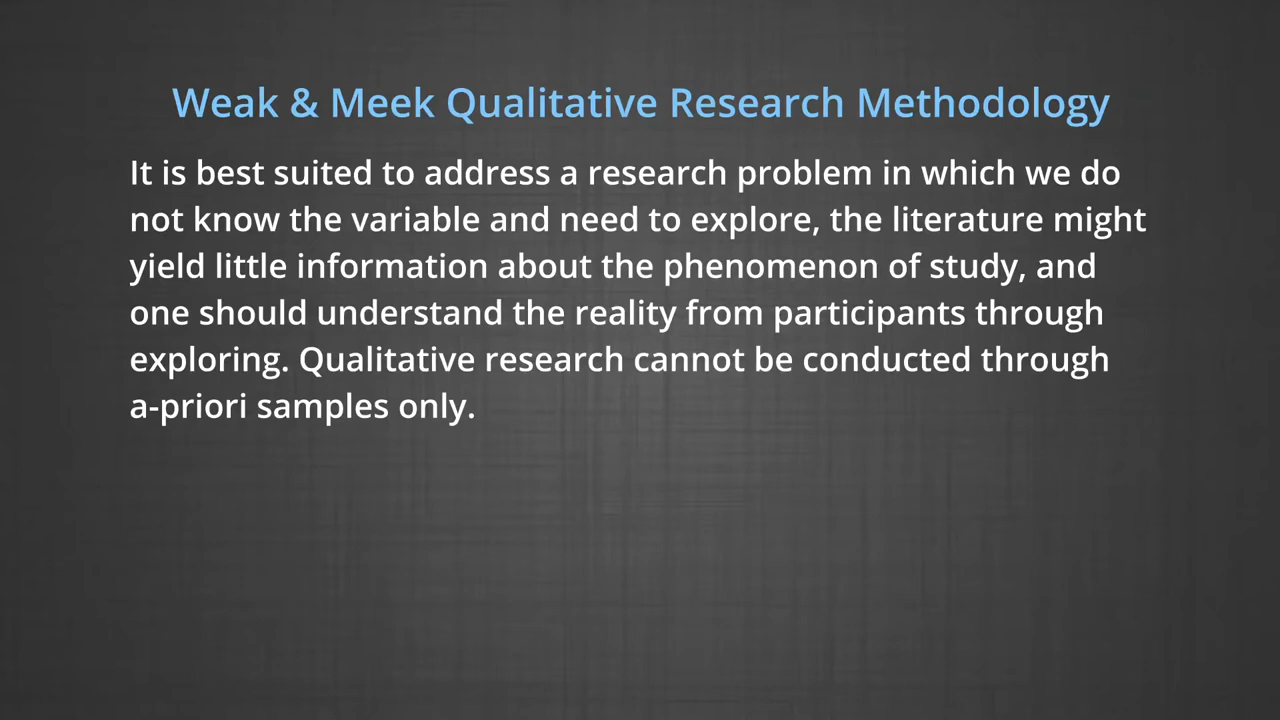 Weak & Meek Qualitative Research Methodology
It is best suited to address a research problem in which we do
not know the variable and need to explore, the literature might
yield little information about the phenomenon of study, and
one should understand the reality from participants through
exploring. Qualitative research cannot be conducted through
a-priori samples only.